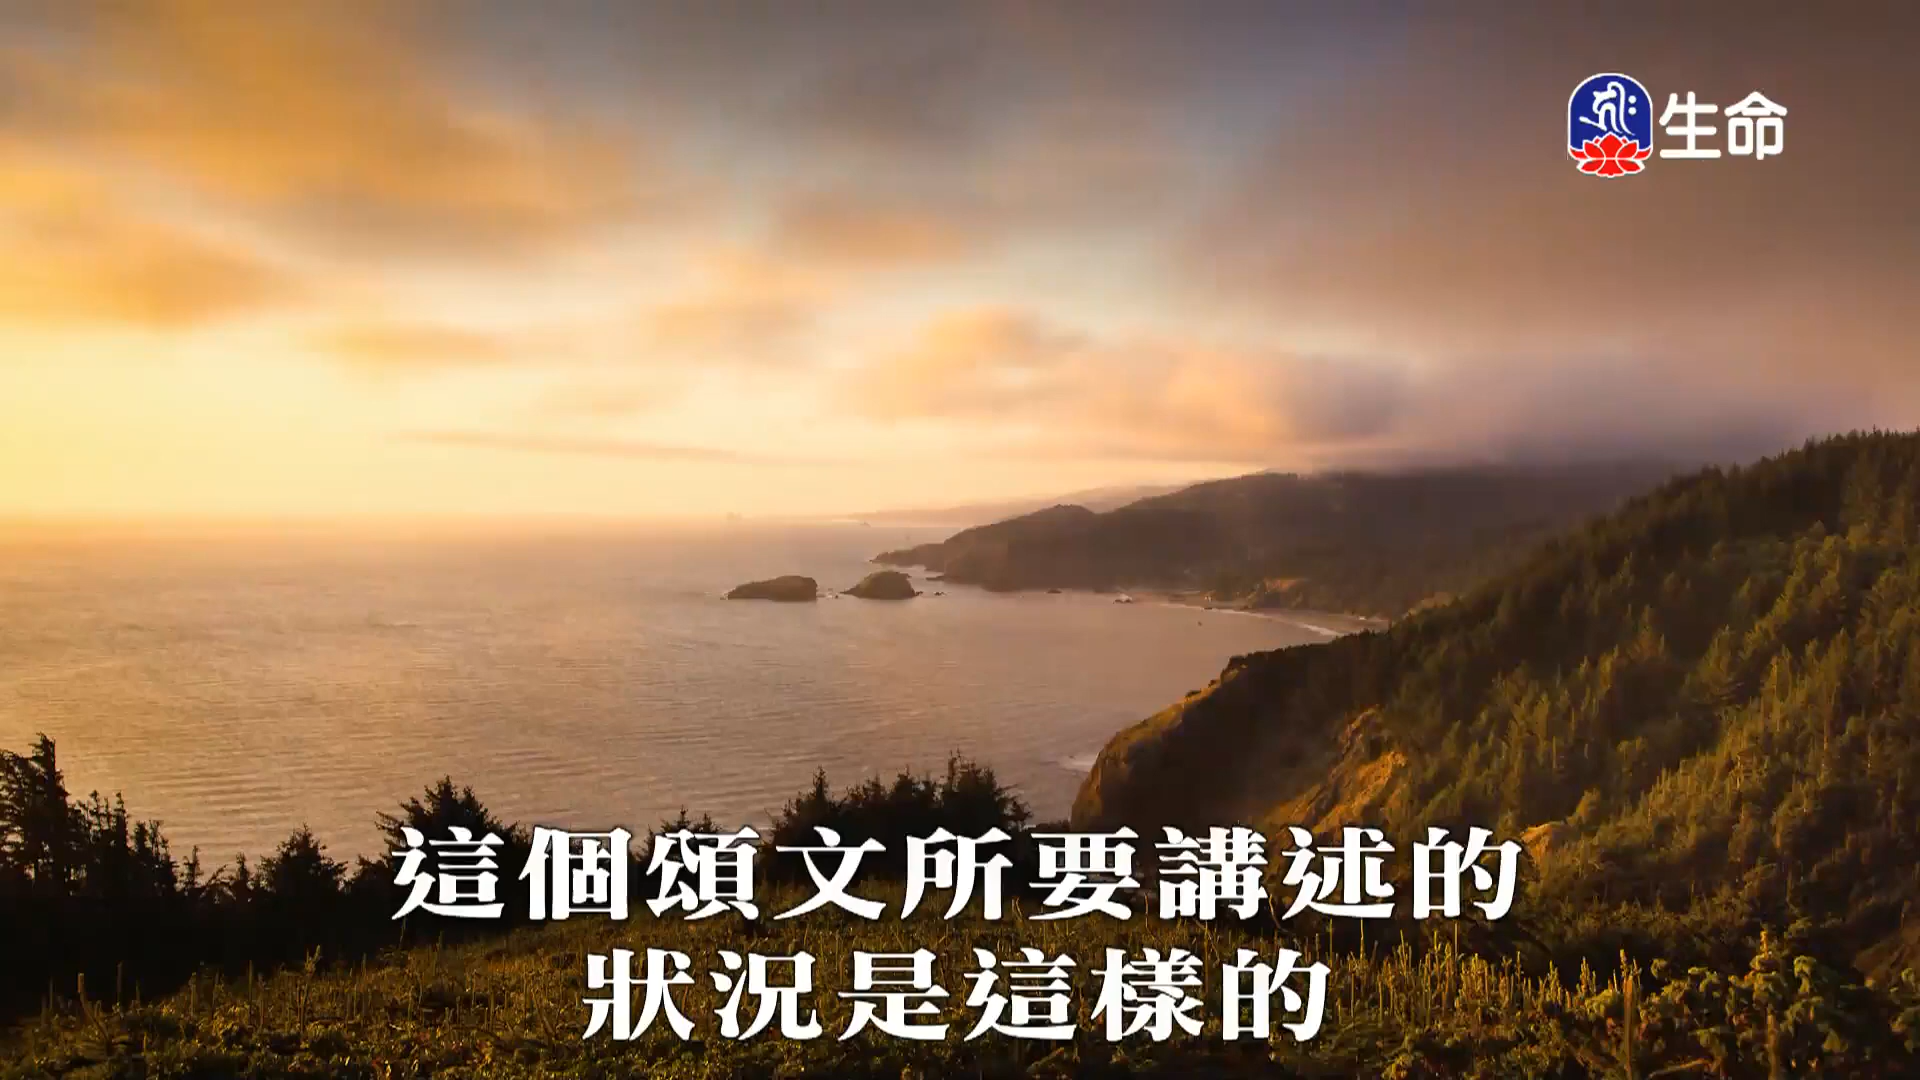 生命
這個頌文所要講述的
狀況是這樣的